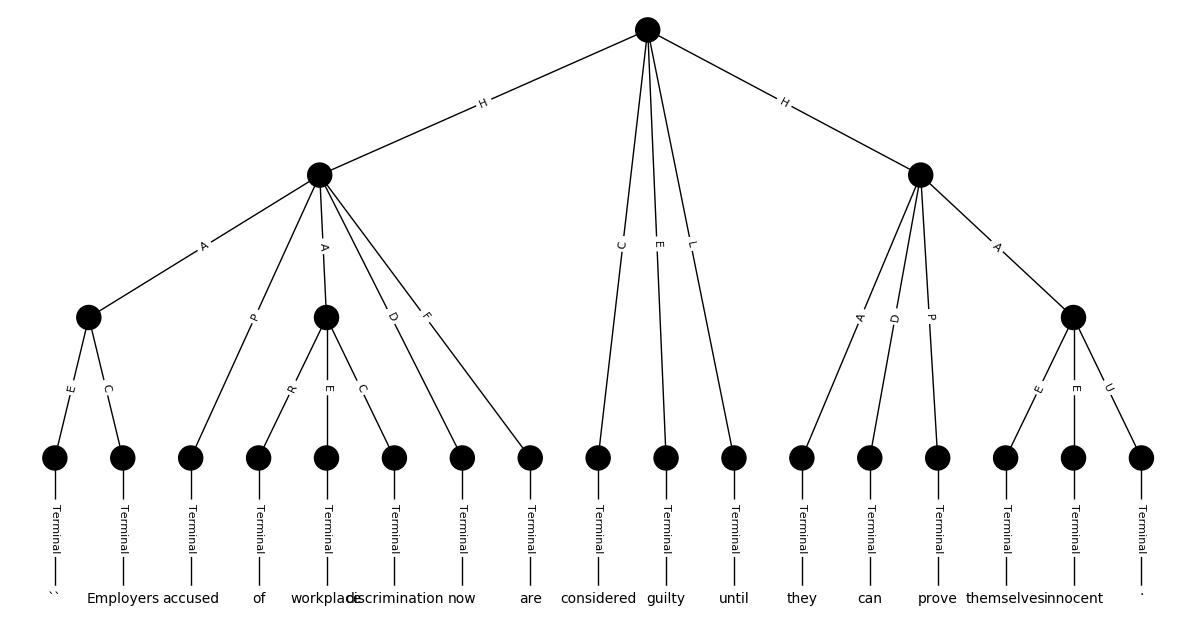 H H
A P A D F C E L A D P A
E C R E C E E U
Terminal Terminal Terminal Terminal Terminal Terminal Terminal Terminal Terminal Terminal Terminal Terminal Terminal Terminal Terminal Terminal Terminal
`` Employers accused of workplace discrimination now are considered guilty until they can prove themselves innocent .